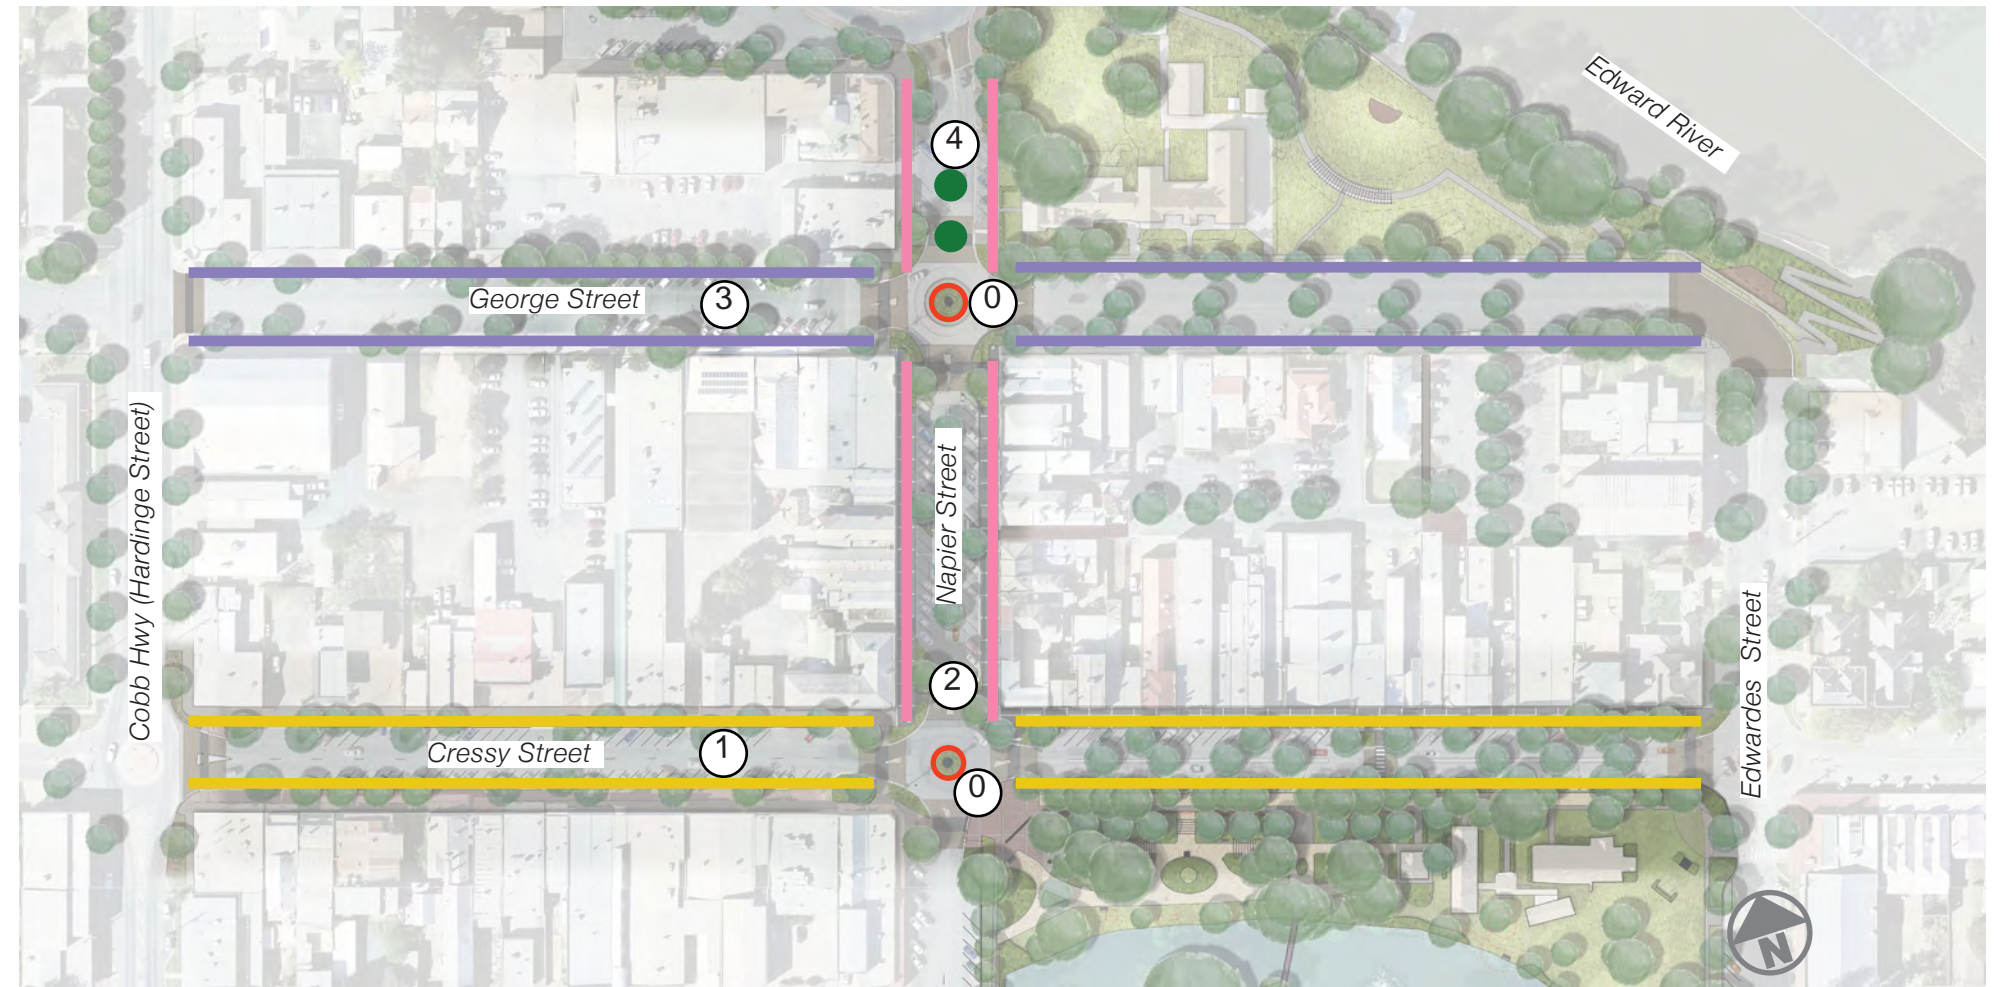 Edward River
4
George Street
3
0
Cobb Hwy (Hardinge Street)
Napier Street
2
Edwardes Street
Cressy Street
1
0
N